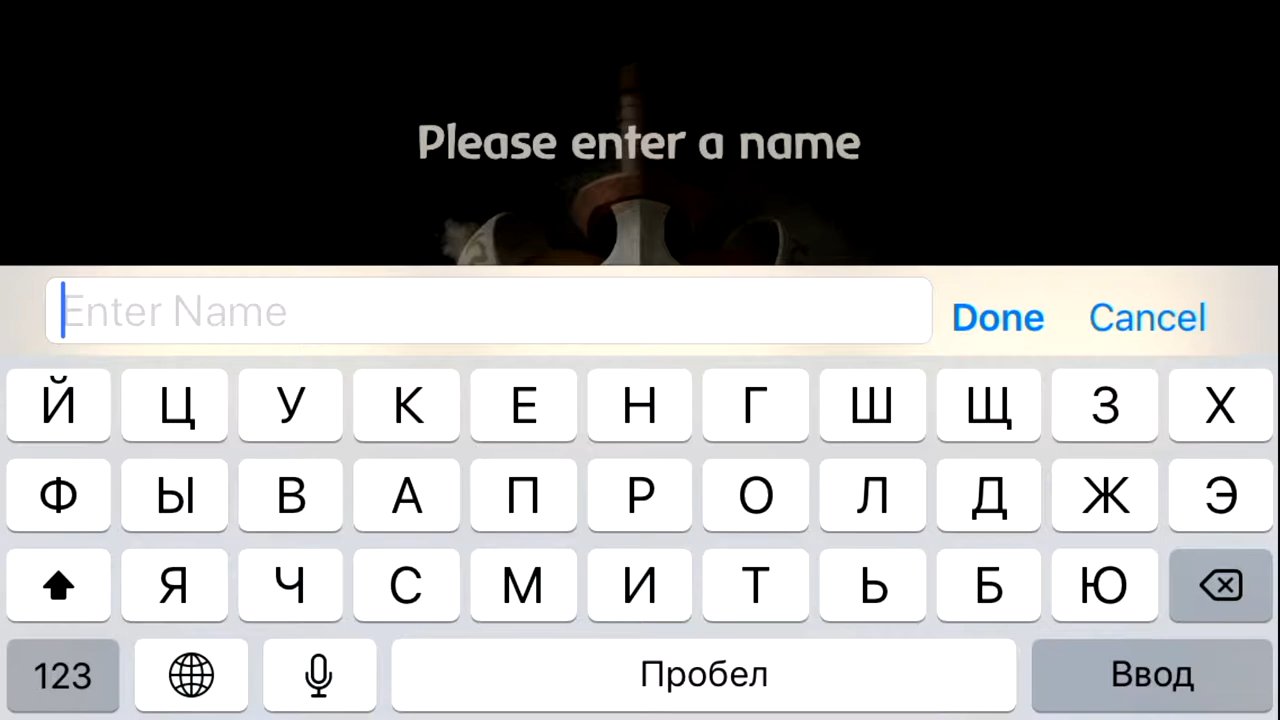 Please enter a name
Enter Name Done Cancel
Й Ц У К Е Н Г Ш Щ З Х
Ф Ы В А П Р О Л Д Ж Э
Я Ч С М И Т Ь Б Ю
123 Пробел Ввод